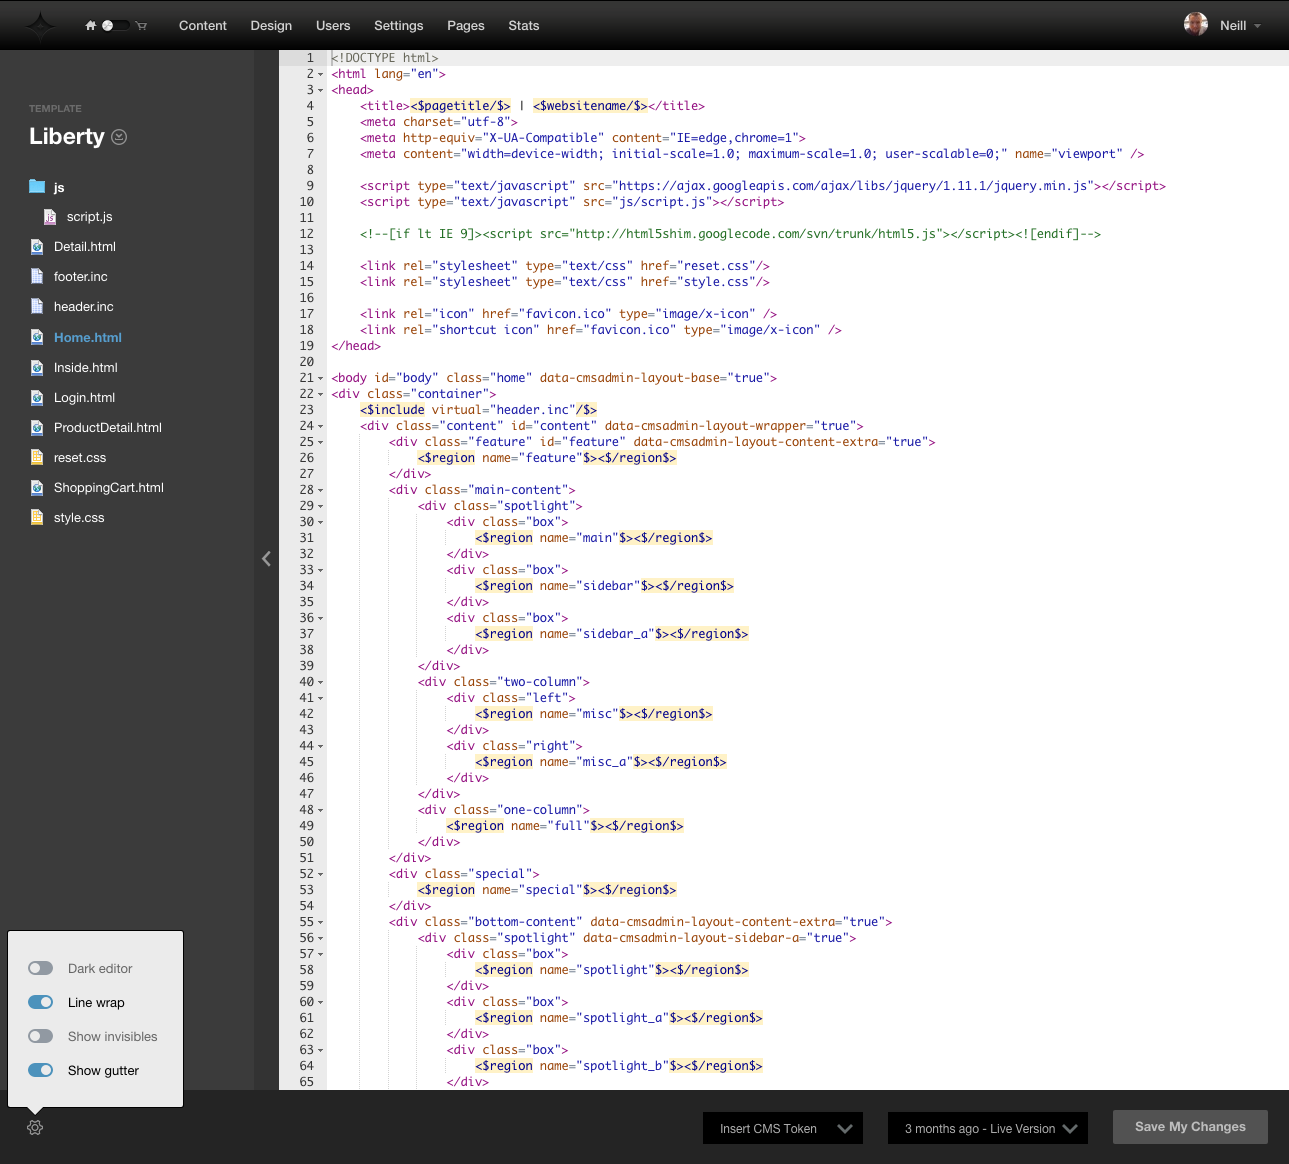 Content Design Users Settings Pages Stats Neill
TEMPLATE
Liberty
js
script.js
Detail.html
footer.inc
header.inc
Home.html
Inside.html
Login.html
ProductDetail.html
reset.css
ShoppingCart.html
style.css
1 <!DOCTYPE html>
2 <html lang="en">
3 <head>
4 <title><$pagetitle/$> | <$websitename/$></title>
5 <meta charset="utf-8">
6 <meta http-equiv="X-UA-Compatible" content="IE=edge,chrome=1">
7 <meta content="width=device-width; initial-scale=1.0; maximum-scale=1.0; user-scalable=0;" name="viewport" />
8
9 <script type="text/javascript" src="https://ajax.googleapis.com/ajax/libs/jquery/1.11.1/jquery.min.js"></script>
10 <script type="text/javascript" src="js/script.js"></script>
11
12 <!--[if lt IE 9]><script src="http://html5shim.googlecode.com/svn/trunk/html5.js"></script><![endif]-->
13
14 <link rel="stylesheet" type="text/css" href="reset.css"/>
15 <link rel="stylesheet" type="text/css" href="style.css"/>
16
17 <link rel="icon" href="favicon.ico" type="image/x-icon" />
18 <link rel="shortcut icon" href="favicon.ico" type="image/x-icon" />
19 </head>
20
21 <body id="body" class="home" data-cmsadmin-layout-base="true">
22 <div class="container">
23 <$include virtual="header.inc"/$>
24 <div class="content" id="content" data-cmsadmin-layout-wrapper="true">
25 <div class="feature" id="feature" data-cmsadmin-layout-content-extra="true">
26 <$region name="feature"$><$/region$>
27 </div>
28 <div class="main-content">
29 <div class="spotlight">
30 <div class="box">
31 <$region name="main"$><$/region$>
32 </div>
33 <div class="box">
34 <$region name="sidebar"$><$/region$>
35 </div>
36 <div class="box">
37 <$region name="sidebar_a"$><$/region$>
38 </div>
39 </div>
40 <div class="two-column">
41 <div class="left">
42 <$region name="misc"$><$/region$>
43 </div>
44 <div class="right">
45 <$region name="misc_a"$><$/region$>
46 </div>
47 </div>
48 <div class="one-column">
49 <$region name="full"$><$/region$>
50 </div>
51 </div>
52 <div class="special">
53 <$region name="special"$><$/region$>
54 </div>
55 <div class="bottom-content" data-cmsadmin-layout-content-extra="true">
56 <div class="spotlight" data-cmsadmin-layout-sidebar-a="true">
57 <div class="box">
58 <$region name="spotlight"$><$/region$>
59 </div>
60 <div class="box">
61 <$region name="spotlight_a"$><$/region$>
62 </div>
63 <div class="box">
64 <$region name="spotlight_b"$><$/region$>
65 </div>
Dark editor
Line wrap
Show invisibles
Show gutter
Insert CMS Token
3 months ago - Live Version
Save My Changes